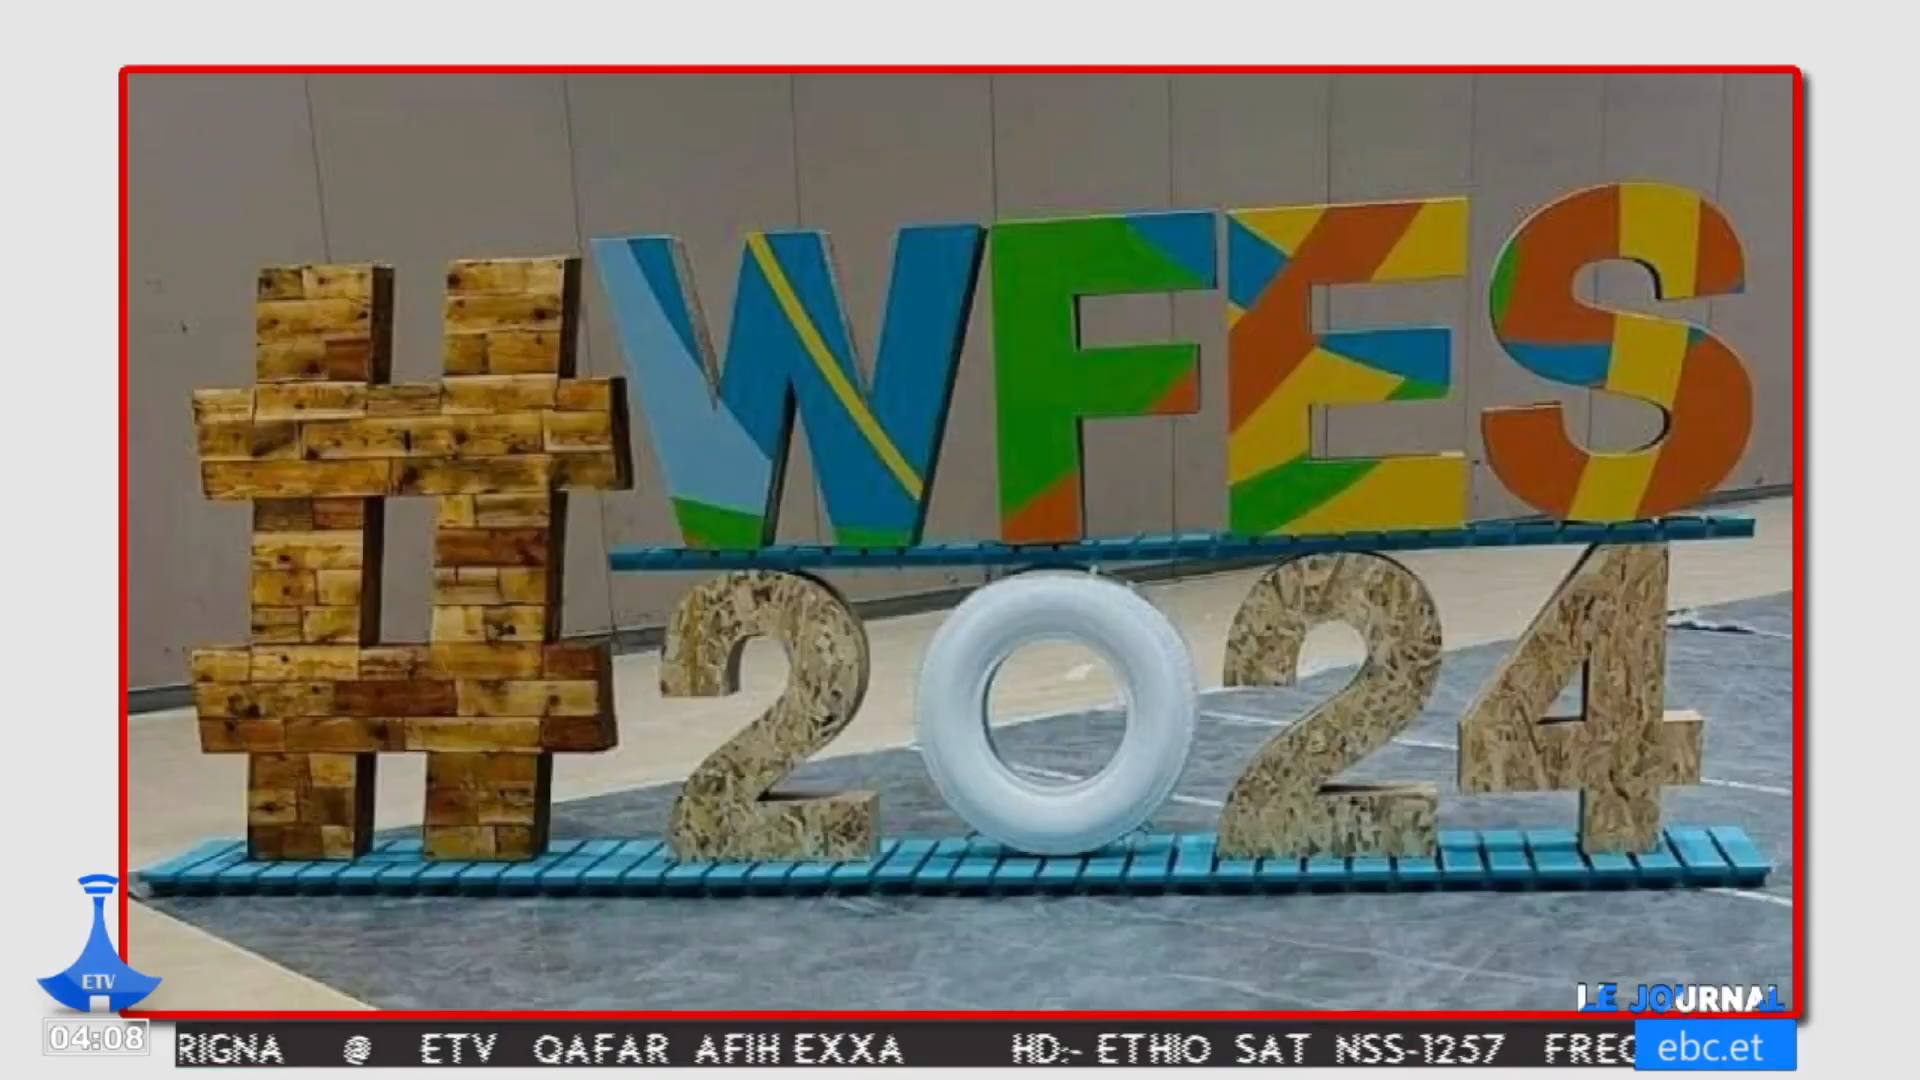 #WFES
2024
ETV
LE JOURNAL
04:08
RIGNA @ ETV QAFAR AFIH EXXA HD:- ETHIO SAT NSS-1257 FREQ
ebc.et